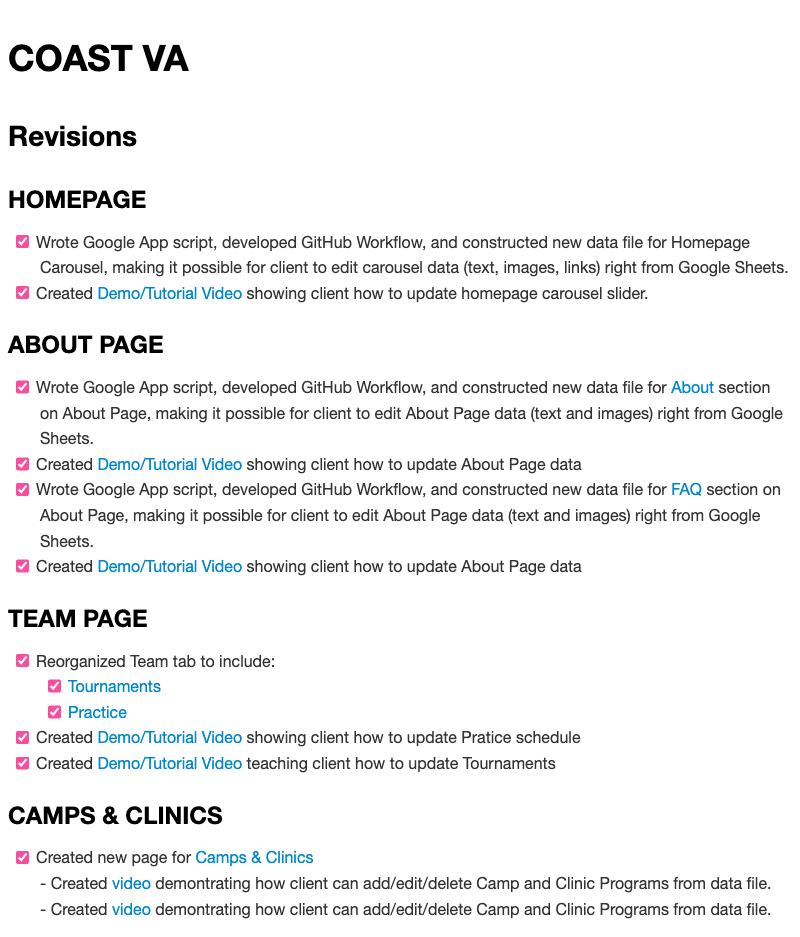 COAST VA
Revisions
HOMEPAGE
Wrote Google App script, developed GitHub Workflow, and constructed new data file for Homepage
Carousel, making it possible for client to edit carousel data (text, images, links) right from Google Sheets.
Created Demo/Tutorial Video showing client how to update homepage carousel slider.
ABOUT PAGE
Wrote Google App script, developed GitHub Workflow, and constructed new data file for About section
on About Page, making it possible for client to edit About Page data (text and images) right from Google
Sheets.
Created Demo/Tutorial Video showing client how to update About Page data
Wrote Google App script, developed GitHub Workflow, and constructed new data file for FAQ section on
About Page, making it possible for client to edit About Page data (text and images) right from Google
Sheets.
Created Demo/Tutorial Video showing client how to update About Page data
TEAM PAGE
Reorganized Team tab to include:
Tournaments
Practice
Created Demo/Tutorial Video showing client how to update Pratice schedule
Created Demo/Tutorial Video teaching client how to update Tournaments
CAMPS & CLINICS
Created new page for Camps & Clinics
- Created video demontrating how client can add/edit/delete Camp and Clinic Programs from data file.
- Created video demontrating how client can add/edit/delete Camp and Clinic Programs from data file.